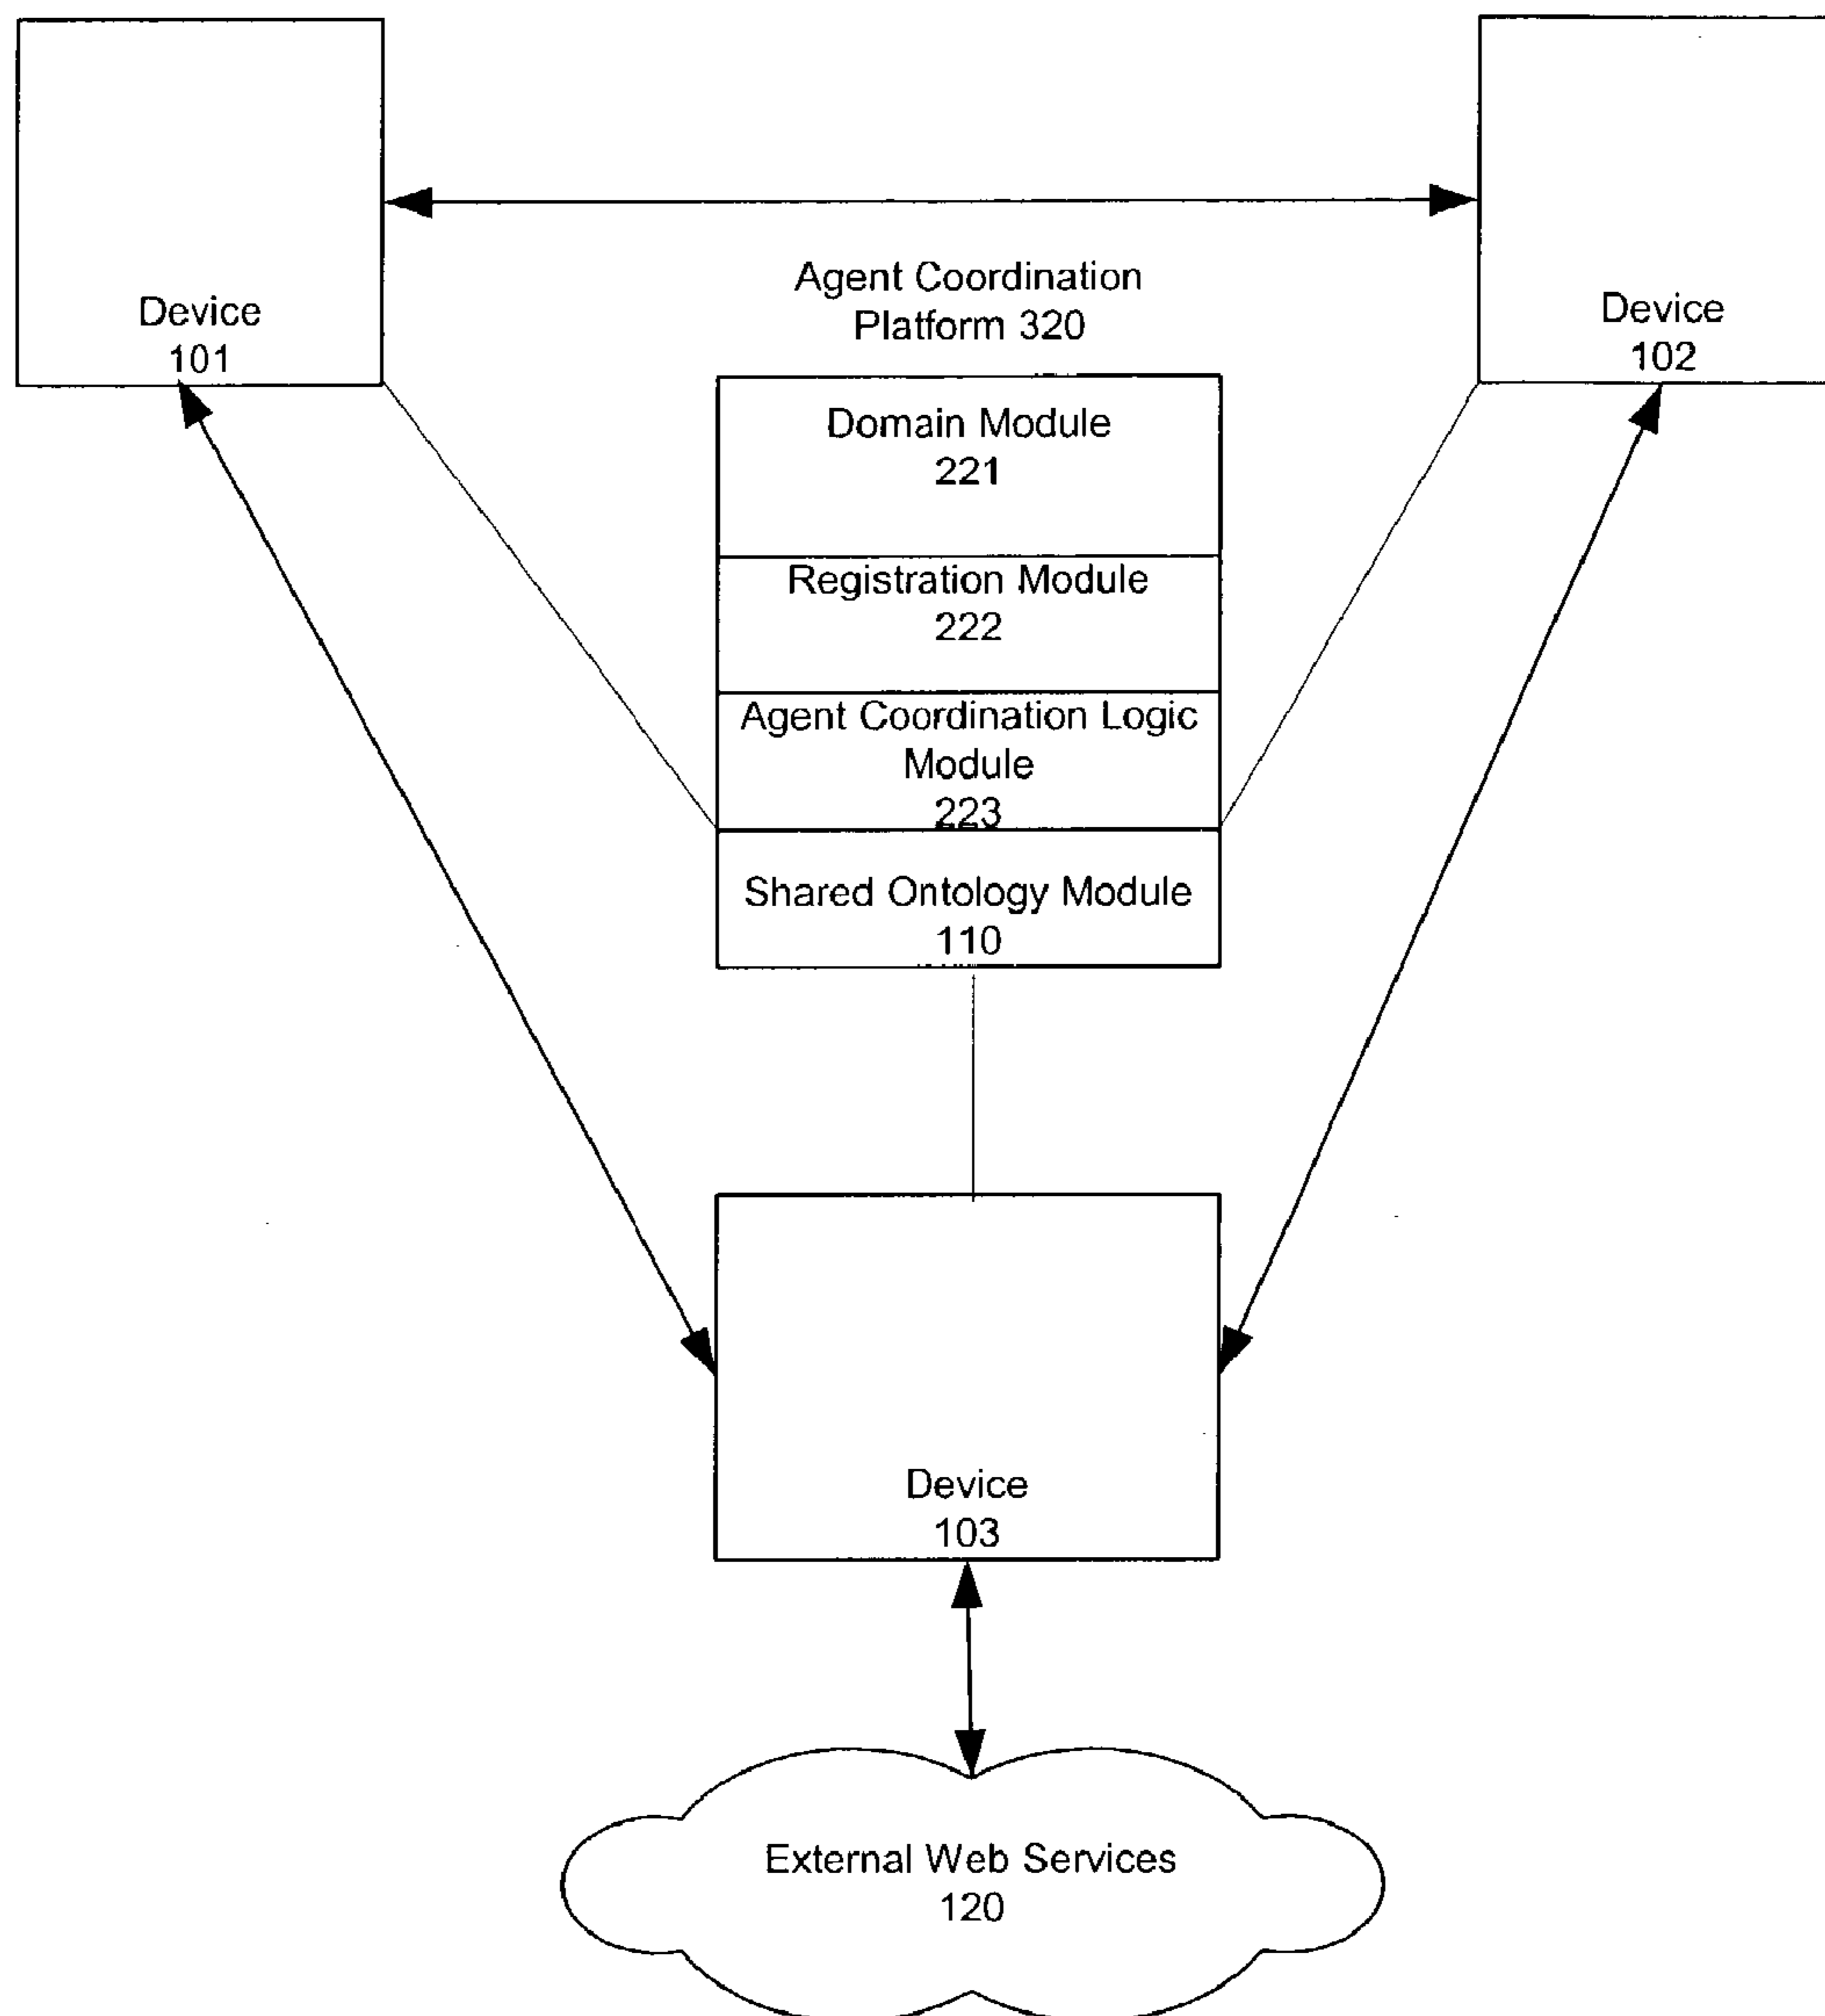 Device
101
Device
102
Agent Coordination
Platform 320
Domain Module
221
Registration Module
222
Agent Coordination Logic
Module
223
Shared Ontology Module
110
Device
103
External Web Services
120